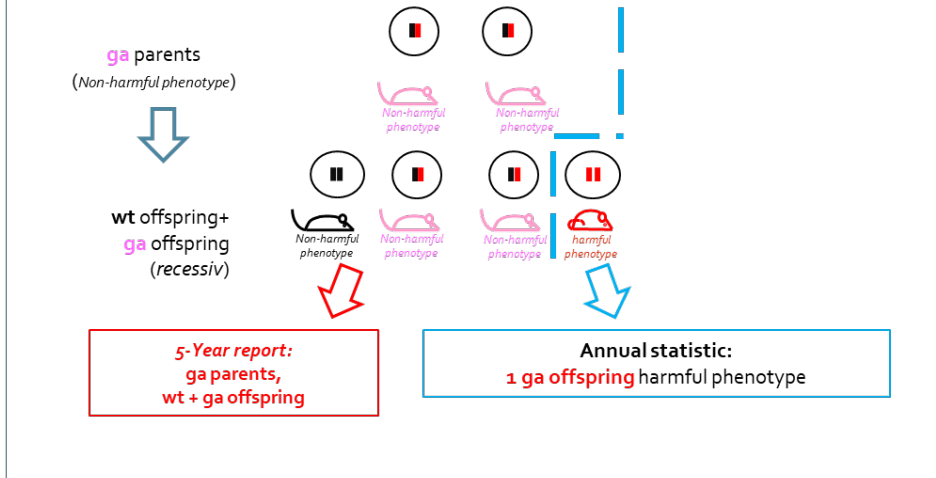 ga parents
(Non-harmful phenotype)
Non-harmful
phenotype
Non-harmful
phenotype
wt offspring+
ga offspring
(recessiv)
Non-harmful
phenotype
Non-harmful
phenotype
Non-harmful
phenotype
harmful
phenotype
5-Year report:
ga parents,
wt + ga offspring
Annual statistic:
1 ga offspring harmful phenotype